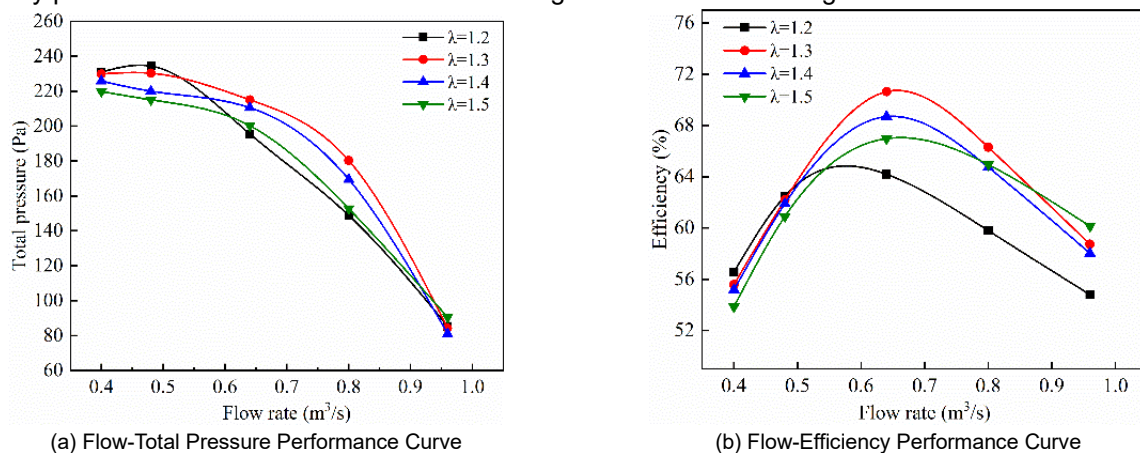 260
240
220
200
180
160
140
120
100
80
60
Total pressure (Pa)
0.4 0.5 0.6 0.7 0.8 0.9 1.0
Flow rate (m³/s)
λ=1.2
λ=1.3
λ=1.4
λ=1.5
(a) Flow-Total Pressure Performance Curve
76
72
68
64
60
56
52
Efficiency (%)
0.4 0.5 0.6 0.7 0.8 0.9 1.0
Flow rate (m³/s)
λ=1.2
λ=1.3
λ=1.4
λ=1.5
(b) Flow-Efficiency Performance Curve